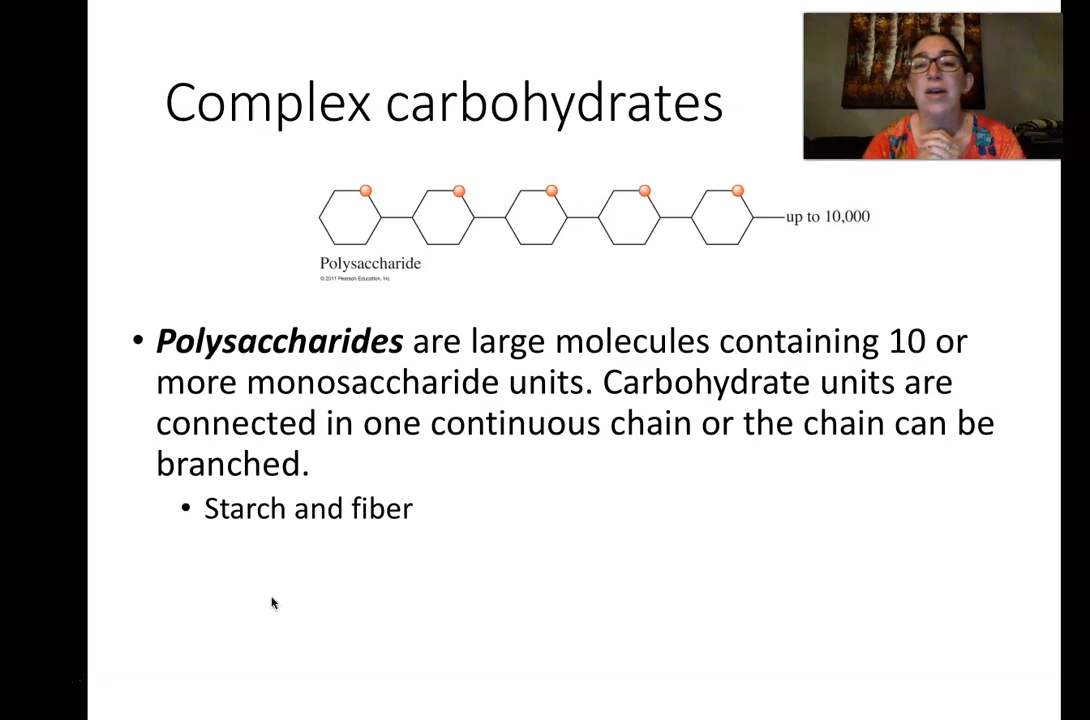 Complex carbohydrates
up to 10,000
Polysaccharide
© 2011 Pearson Education, Inc.
• Polysaccharides are large molecules containing 10 or
more monosaccharide units. Carbohydrate units are
connected in one continuous chain or the chain can be
branched.
• Starch and fiber